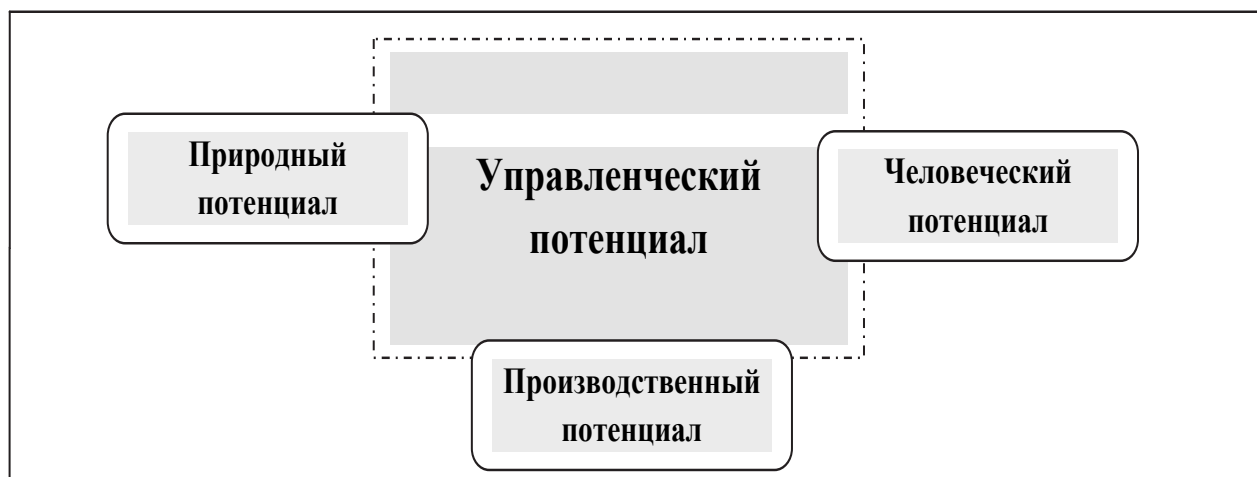 Природный
потенциал
Управленческий
потенциал
Человеческий
потенциал
Производственный
потенциал